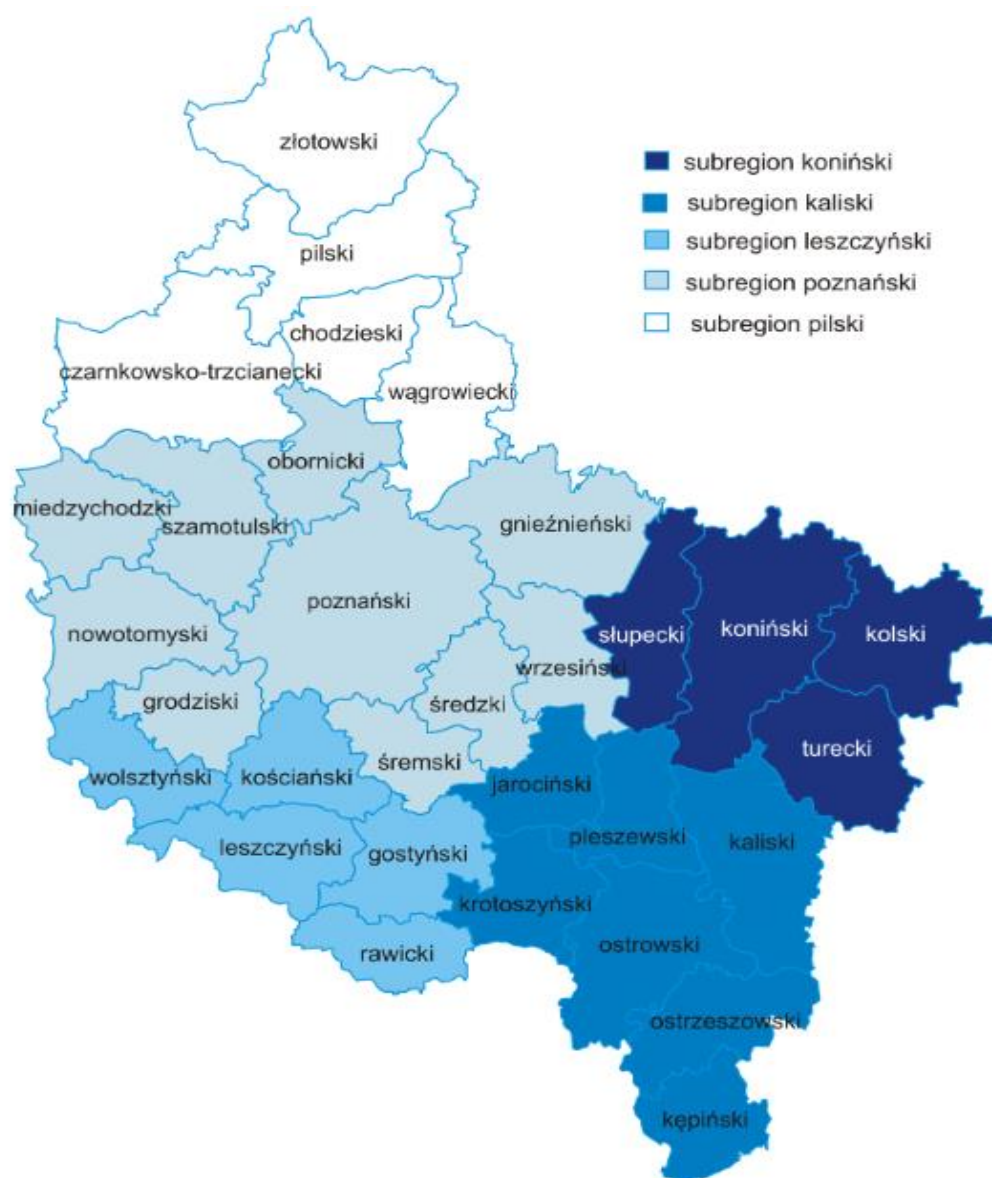 złotowski
subregion koniński
subregion kaliski
subregion leszczyński
subregion poznański
subregion pilski
pilski
chodzieski
czarnkowsko-trzcianecki
wągrowiecki
obornicki
miedzychodzki
szamotulski
gnieźnieński
poznański
nowotomyski
słupecki
koniński
kolski
wrzesiński
grodziski
średzki
turecki
śremski
wolsztyński
kościański
jarociński
pleszewski
kaliski
leszczyński
gostyński
krotoszyński
ostrowski
rawicki
ostrzeszowski
kępiński